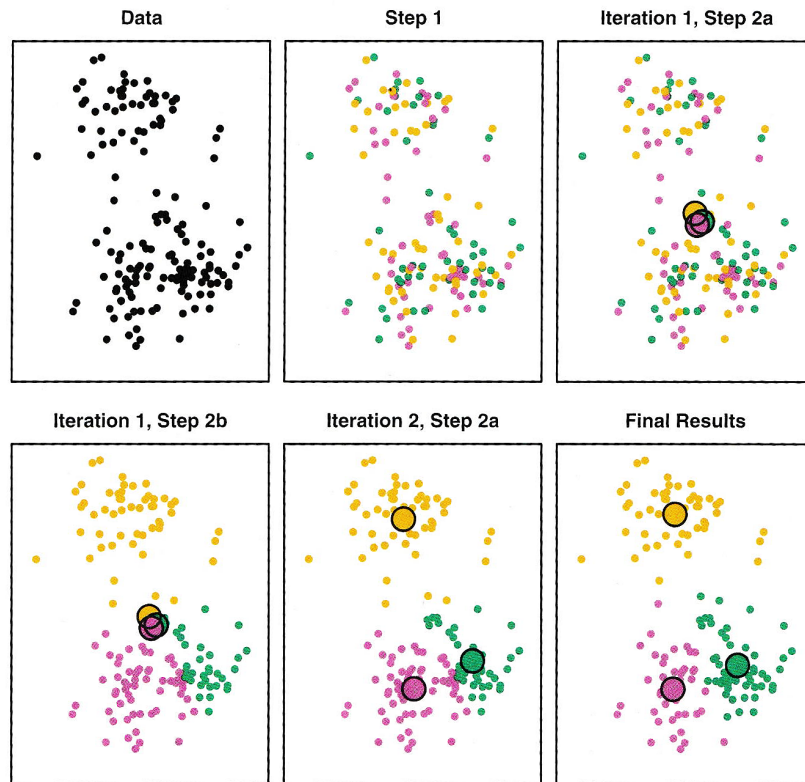 Data
Step 1
Iteration 1, Step 2a
Iteration 1, Step 2b
Iteration 2, Step 2a
Final Results